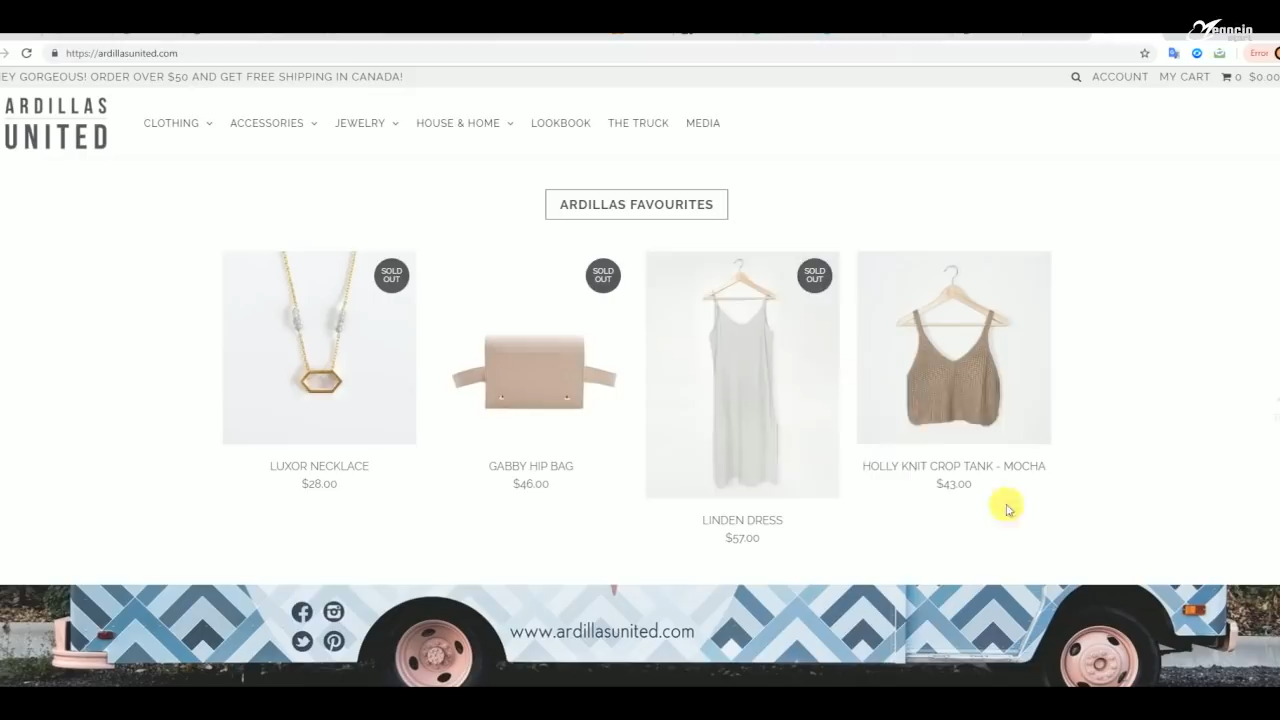 https://ardillasunited.com
Error
EY GORGEOUS! ORDER OVER $50 AND GET FREE SHIPPING IN CANADA!
ACCOUNT
MY CART
0
$0.00
ARDILLAS
UNITED
CLOTHING
ACCESSORIES
JEWELRY
HOUSE & HOME
LOOKBOOK
THE TRUCK
MEDIA
ARDILLAS FAVOURITES
SOLD
OUT
SOLD
OUT
SOLD
OUT
LUXOR NECKLACE
$28.00
GABBY HIP BAG
$46.00
LINDEN DRESS
$57.00
HOLLY KNIT CROP TANK - MOCHA
$43.00
www.ardillasunited.com